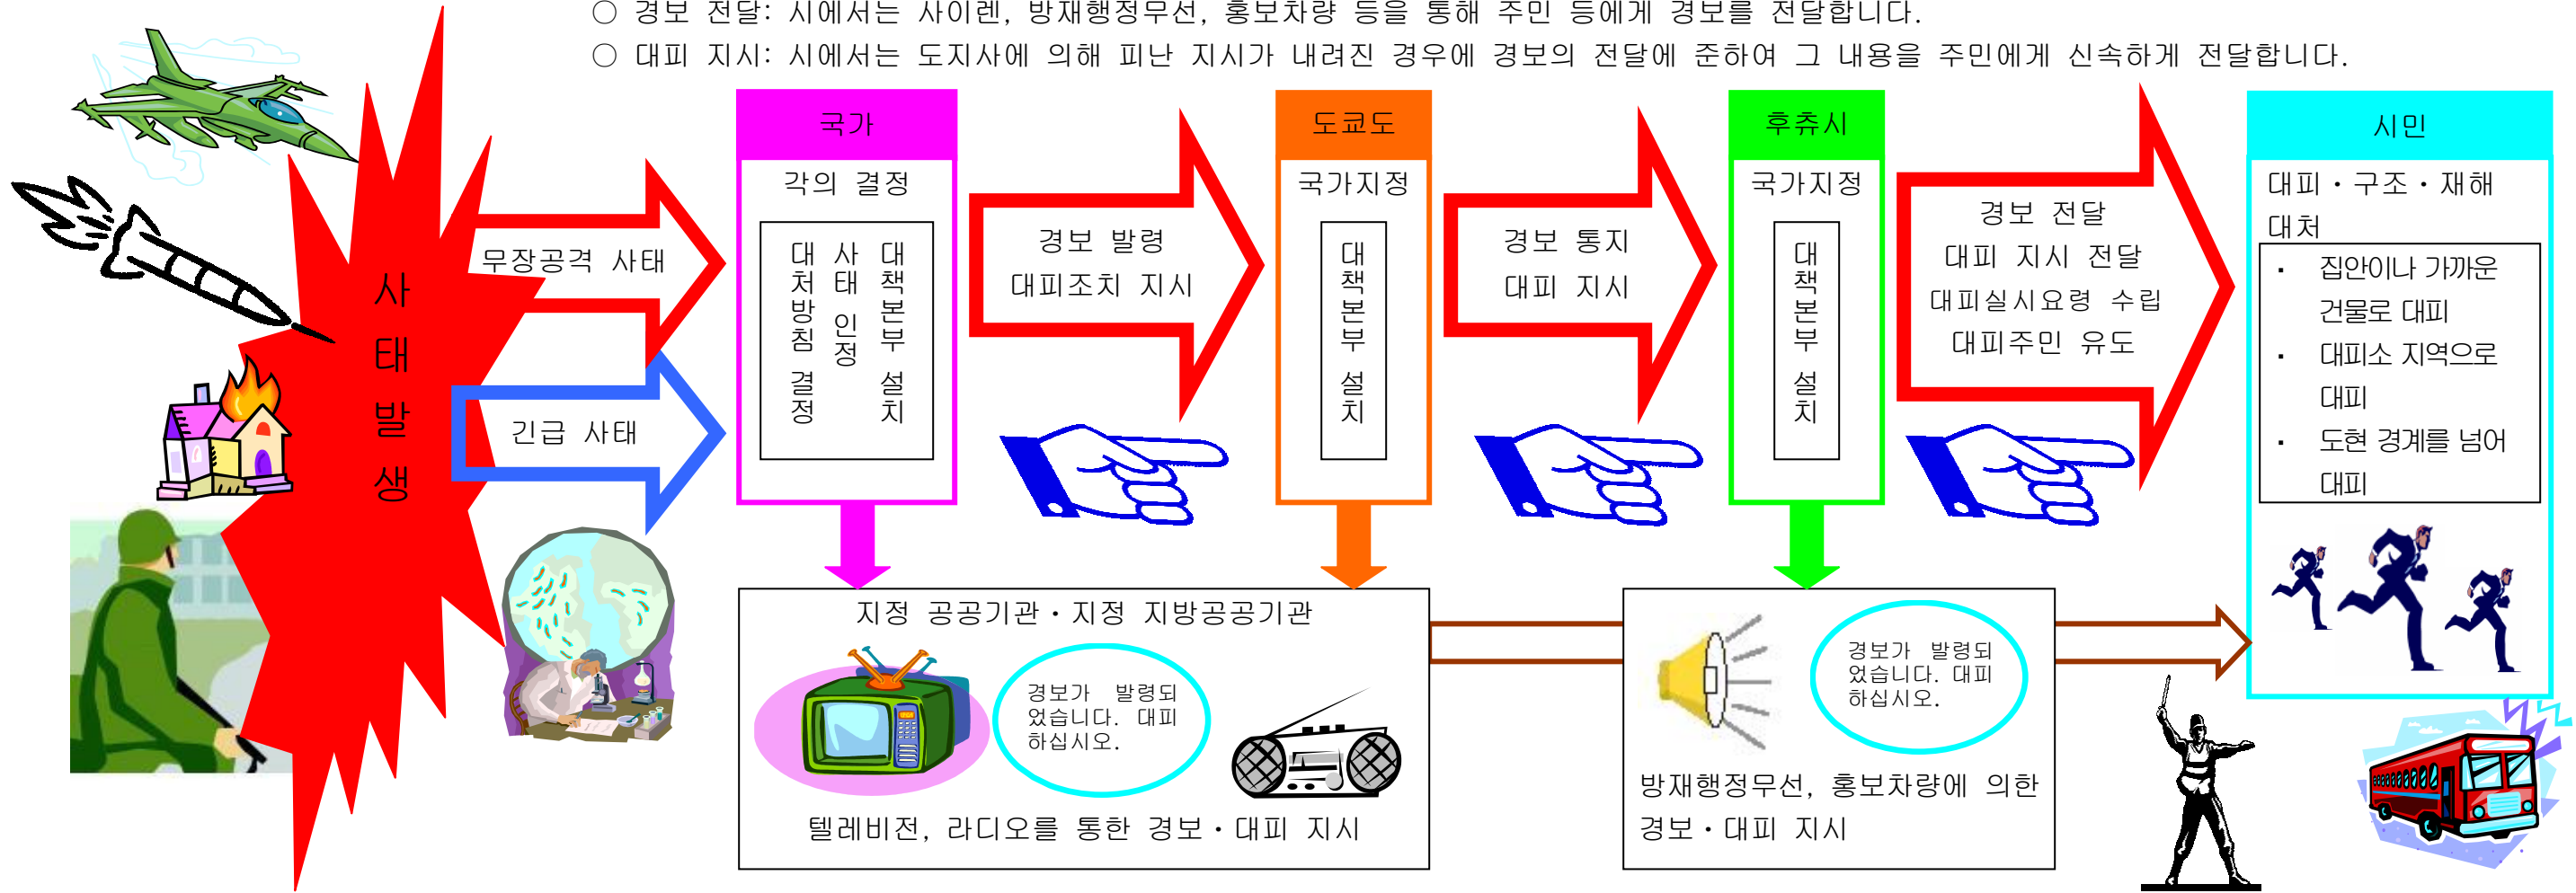 ○ 경보 전달: 시에서는 사이렌, 방재행정무선, 홍보차량 등을 통해 주민 등에게 경보를 전달합니다.
○ 대피 지시: 시에서는 도지사에 의해 피난 지시가 내려진 경우에 경보의 전달에 준하여 그 내용을 주민에게 신속하게 전달합니다.
사태발생
무장공격 사태
긴급 사태
국가
각의 결정
대책본부 설치
사태 인정
대처방침 결정
경보 발령
대피조치 지시
도쿄도
국가지정
대책본부 설치
경보 통지
대피 지시
후츄시
국가지정
대책본부 설치
경보 전달
대피 지시 전달
대피실시요령 수립
대피주민 유도
시민
대피・구조・재해
대처
▪ 집안이나 가까운
건물로 대피
▪ 대피소 지역으로
대피
▪ 도현 경계를 넘어
대피
지정 공공기관・지정 지방공공기관
경보가 발령되
었습니다. 대피
하십시오.
텔레비전, 라디오를 통한 경보・대피 지시
경보가 발령되
었습니다. 대피
하십시오.
방재행정무선, 홍보차량에 의한
경보・대피 지시